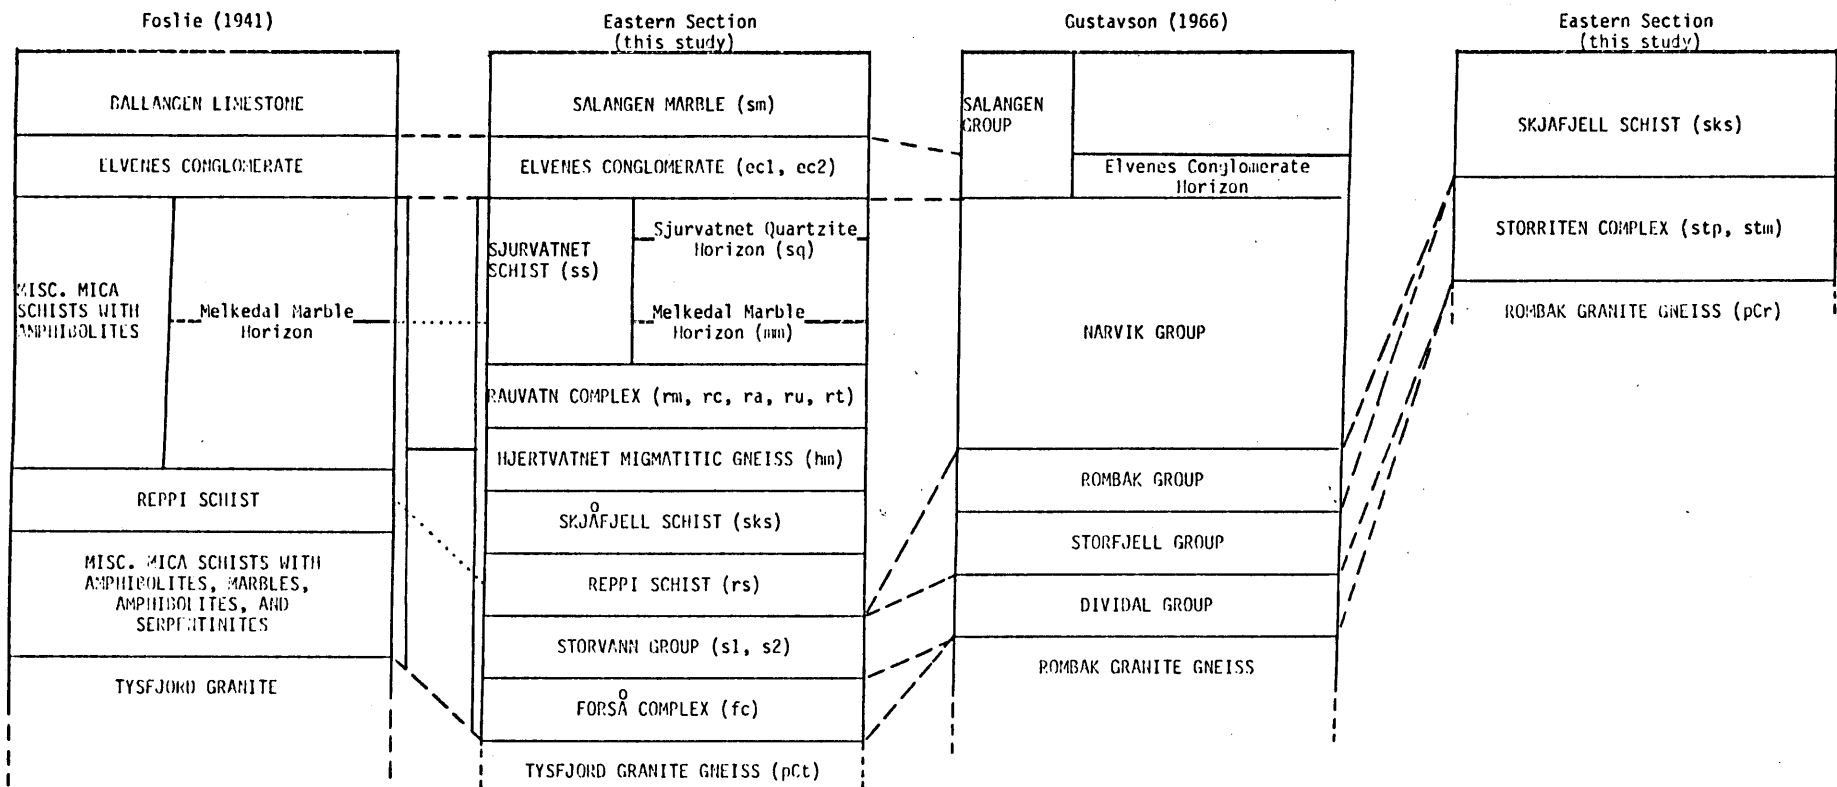 Foslie (1941)
BALLANGEN LIMESTONE
ELVENES CONGLOMERATE
MISC. MICA
SCHISTS WITH
AMPHIBOLITES
Melkedal Marble
Horizon
REPPI SCHIST
MISC. MICA SCHISTS WITH
AMPHIBOLITES, MARBLES,
AMPHIBOLITES, AND
SERPENTINITES
TYSFJORD GRANITE
Eastern Section
(this study)
SALANGEN MARBLE (sm)
ELVENES CONGLOMERATE (ec1, ec2)
SJURVATNET
SCHIST (ss)
Sjurvatnet Quartzite
Horizon (sq)
Melkedal Marble
Horizon (mm)
RAUVATN COMPLEX (rm, rc, ra, ru, rt)
HJERTVATNET MIGMATITIC GNEISS (hm)
SKJÅFJELL SCHIST (sks)
REPPI SCHIST (rs)
STORVANN GROUP (s1, s2)
FORSÅ COMPLEX (fc)
TYSFJORD GRANITE GNEISS (pCt)
Gustavson (1966)
SALANGEN
GROUP
Elvenes Conglomerate
Horizon
NARVIK GROUP
ROMBAK GROUP
STORFJELL GROUP
DIVIDAL GROUP
ROMBAK GRANITE GNEISS
Eastern Section
(this study)
SKJAFJELL SCHIST (sks)
STORRITEN COMPLEX (stp, stm)
ROMBAK GRANITE GNEISS (pCr)